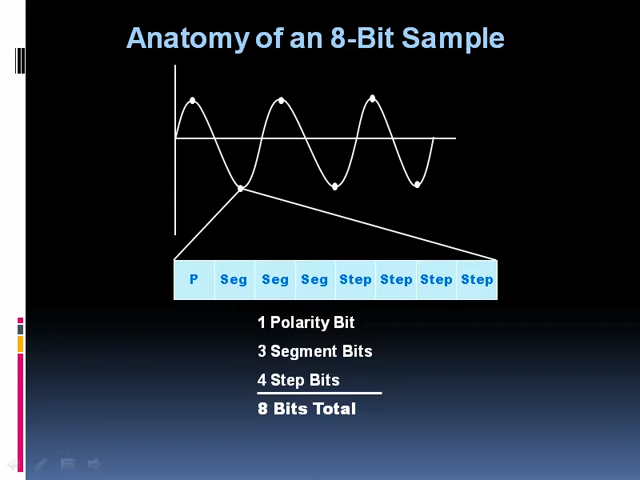 Anatomy of an 8-Bit Sample
P Seg Seg Seg Step Step Step Step
1 Polarity Bit
3 Segment Bits
4 Step Bits
8 Bits Total